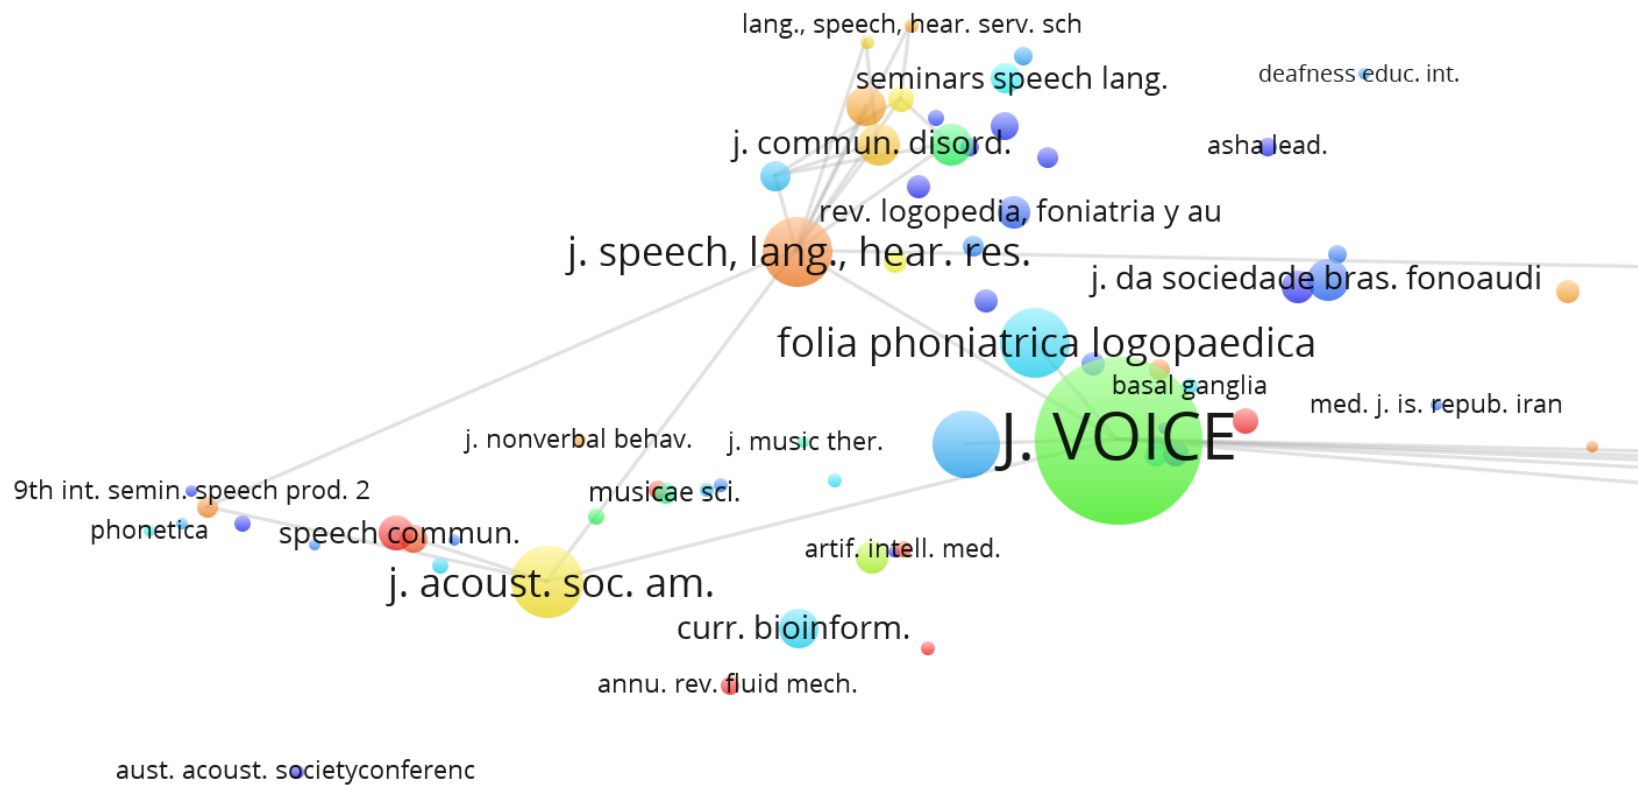 lang., speech, hear. serv. sch
seminars speech lang.
deafness educ. int.
j. commun. disord.
asha lead.
rev. logopedia, foniatria y au
j. speech, lang., hear. res.
j. da sociedade bras. fonoaudi
folia phoniatrica logopaedica
basal ganglia
med. j. is. repub. iran
J. VOICE
j. nonverbal behav.
j. music ther.
9th int. semin. speech prod. 2
musicae sci.
phonetica
speech commun.
artif. intell. med.
j. acoust. soc. am.
curr. bioinform.
annu. rev. fluid mech.
aust. acoust. societyconferenc